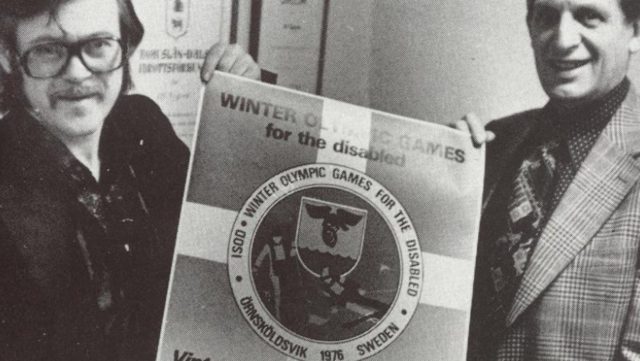 WINTER OLYMPIC GAMES
for the disabled
ISOD • WINTER OLYMPIC GAMES FOR THE DISABLED •
ÖRNSKÖLDSVIK 1976 SWEDEN